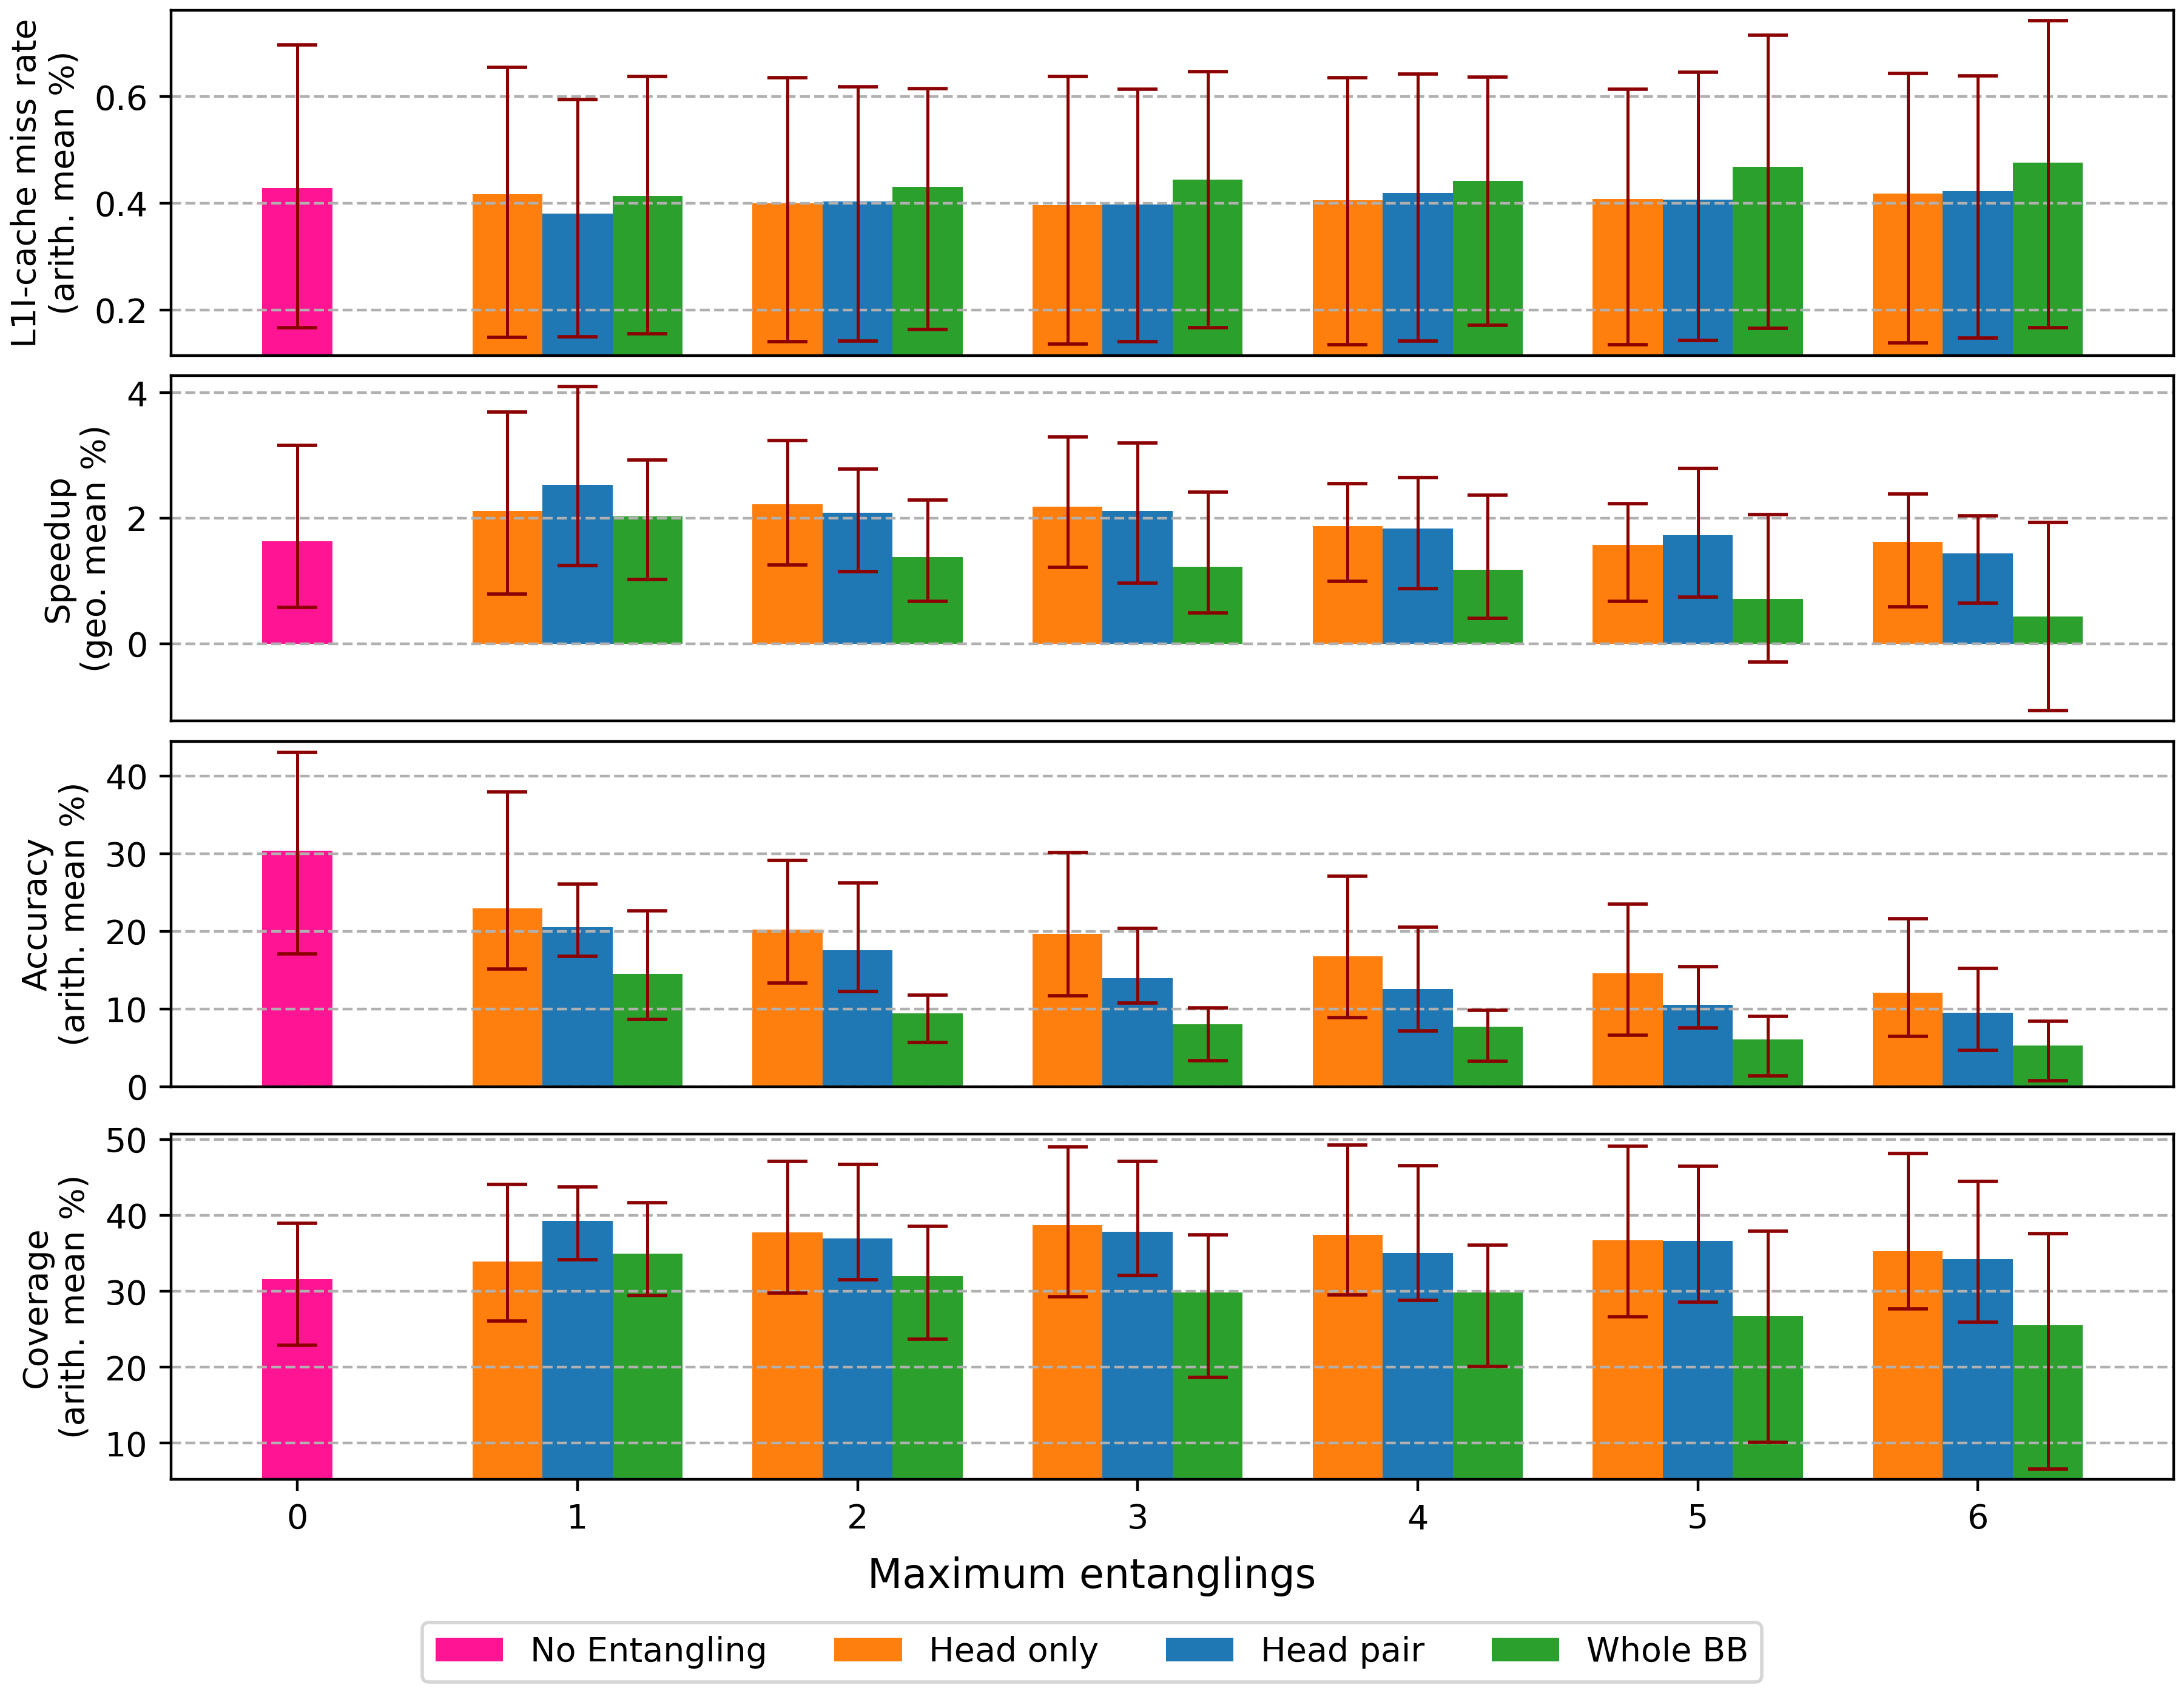 L1I-cache miss rate
(arith. mean %)
0.6
0.4
0.2
Speedup
(geo. mean %)
4
2
0
Accuracy
(arith. mean %)
40
30
20
10
0
Coverage
(arith. mean %)
50
40
30
20
10
0 1 2 3 4 5 6
Maximum entanglings
No Entangling Head only Head pair Whole BB